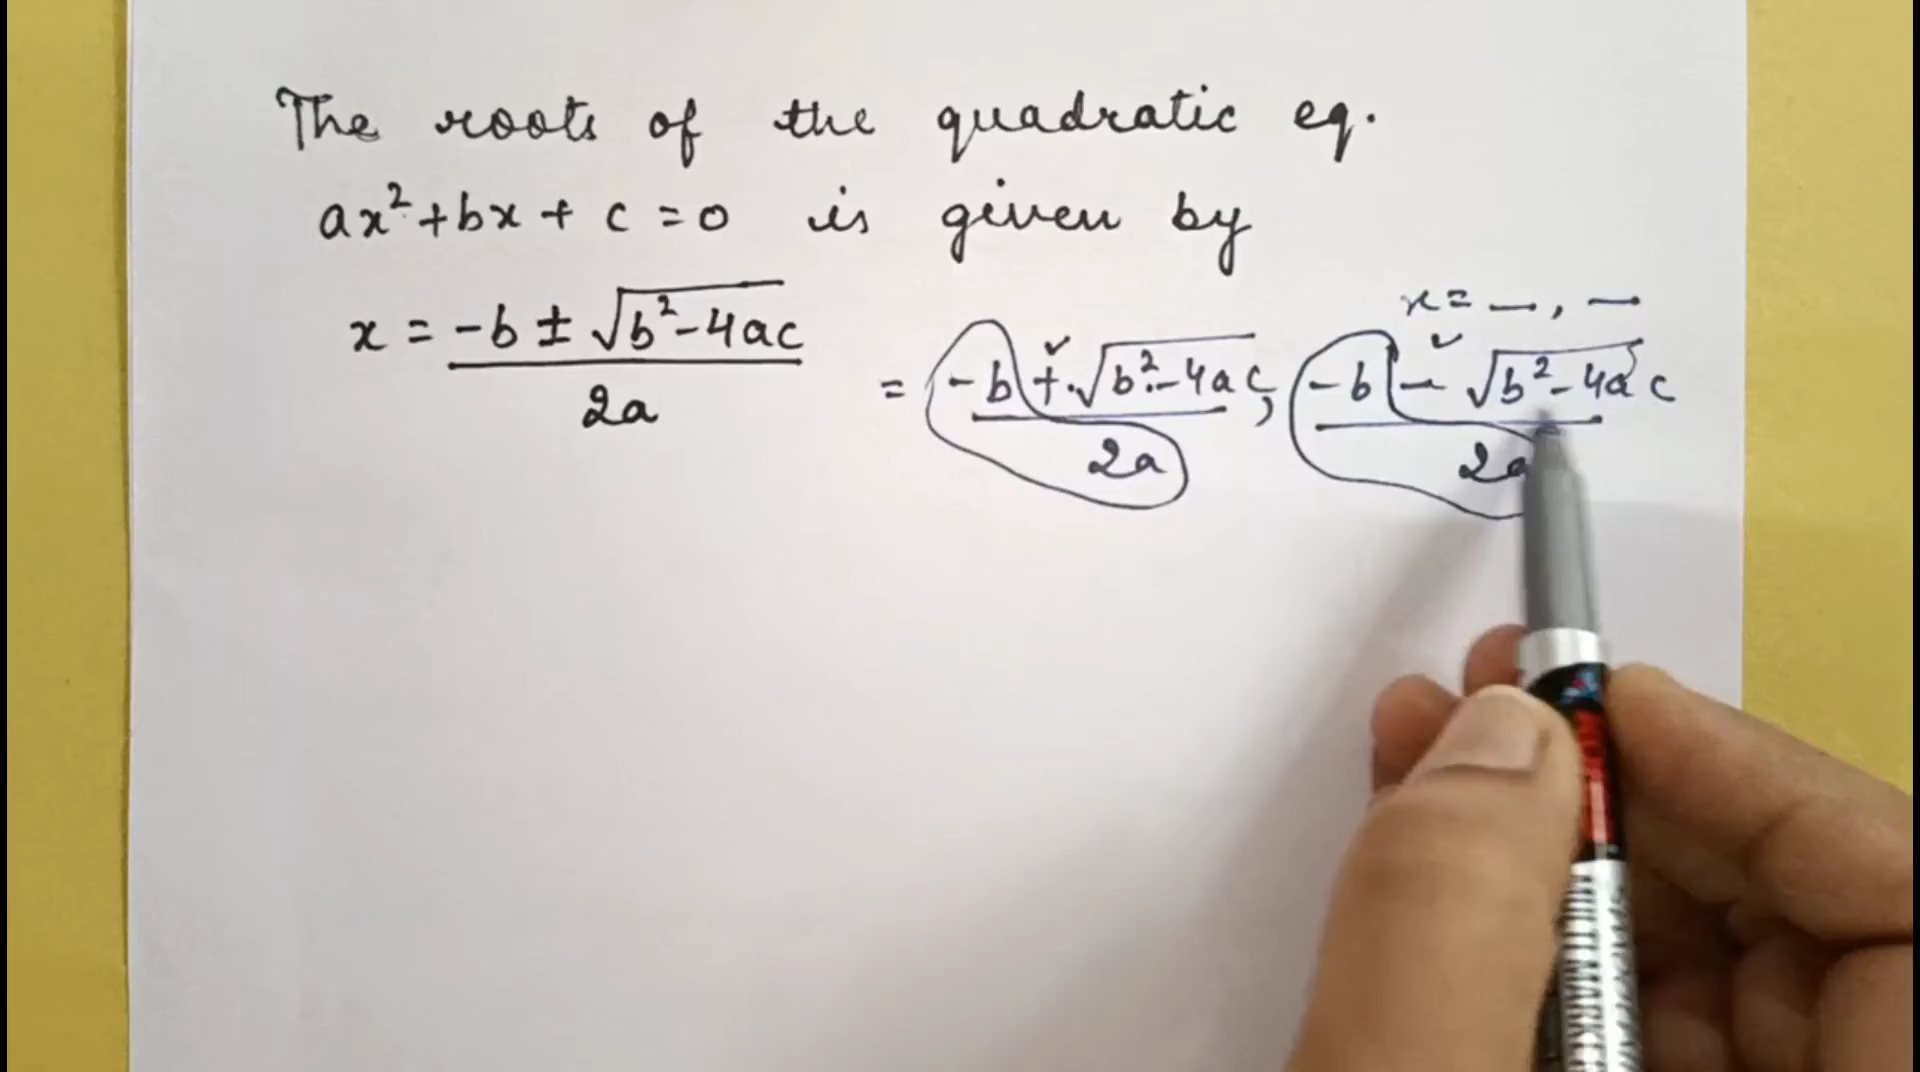 The roots of the quadratic eq.
ax²+bx+c=0 is given by
x = (-b ± √(b²-4ac))/2a = (-b + √(b²-4ac))/2a , (-b - √(b²-4ac))/2a
x = — , —